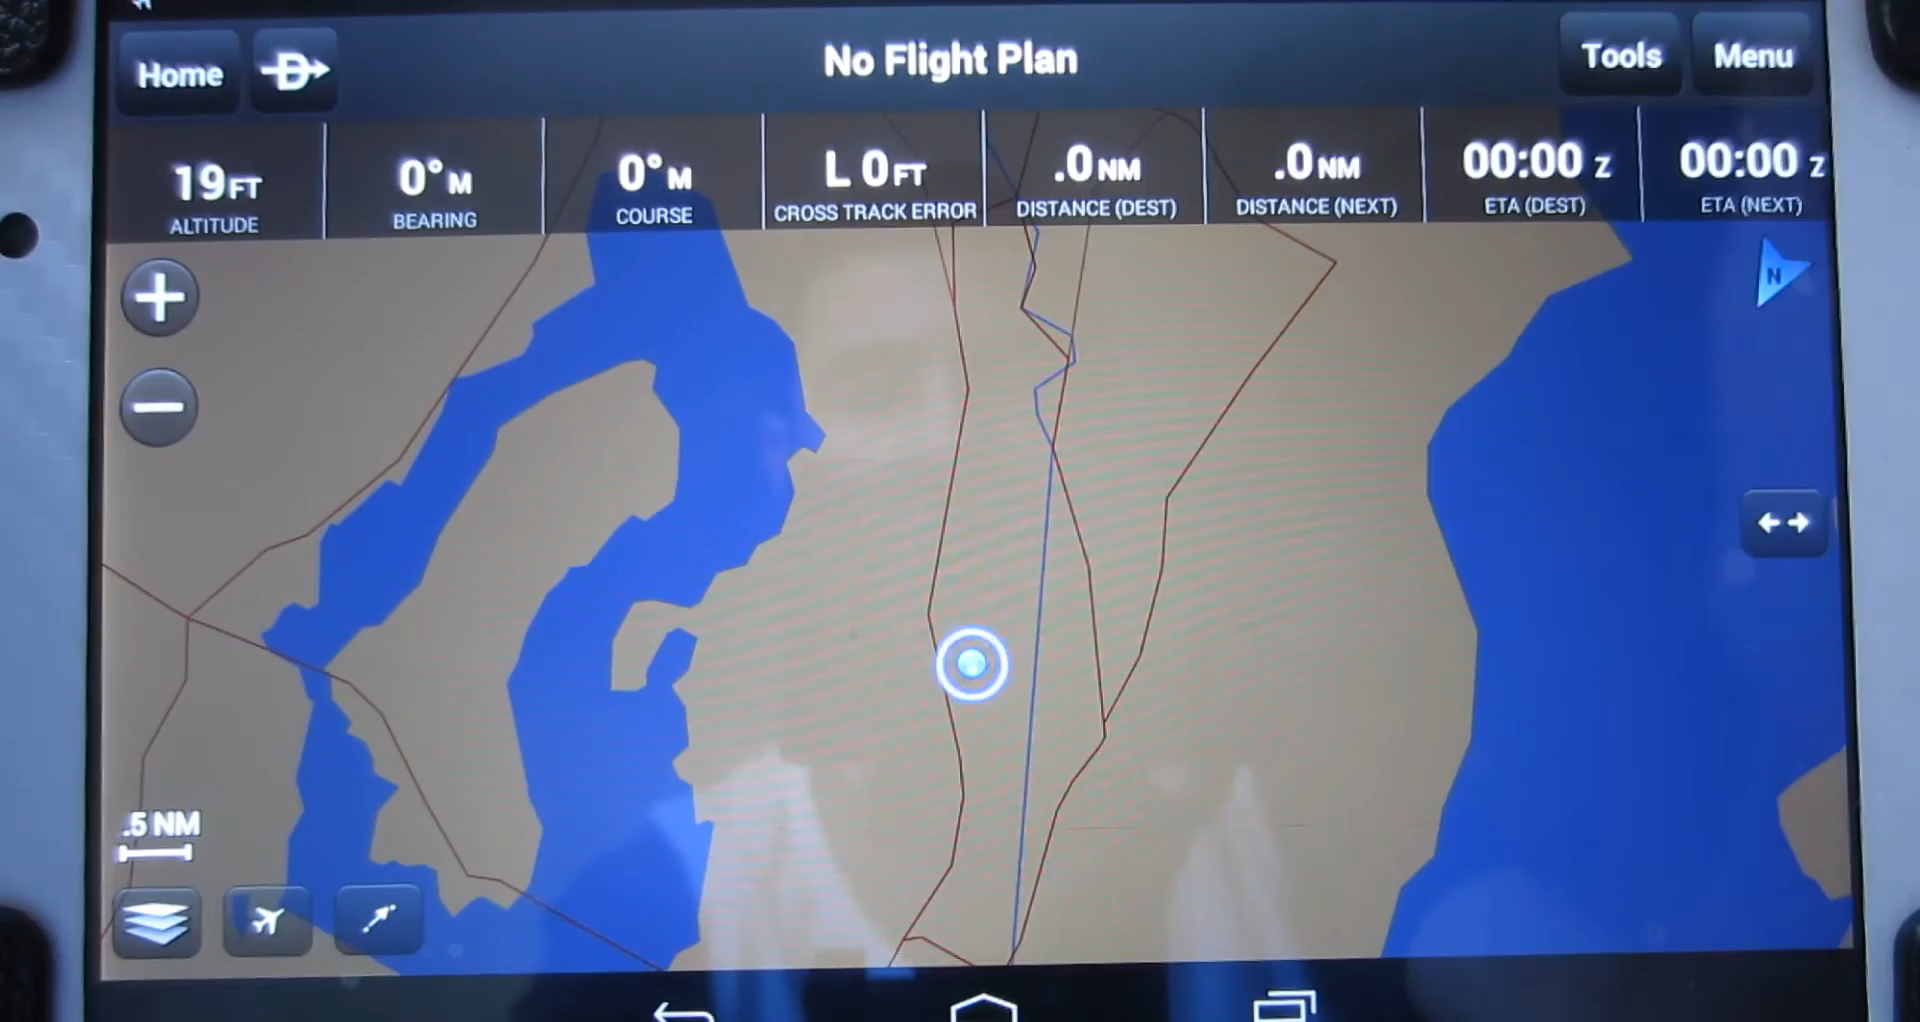 Home
No Flight Plan
Tools
Menu
19FT
ALTITUDE
0°M
BEARING
0°M
COURSE
L 0FT
CROSS TRACK ERROR
.0NM
DISTANCE (DEST)
.0NM
DISTANCE (NEXT)
00:00 Z
ETA (DEST)
00:00 Z
ETA (NEXT)
N
.5 NM